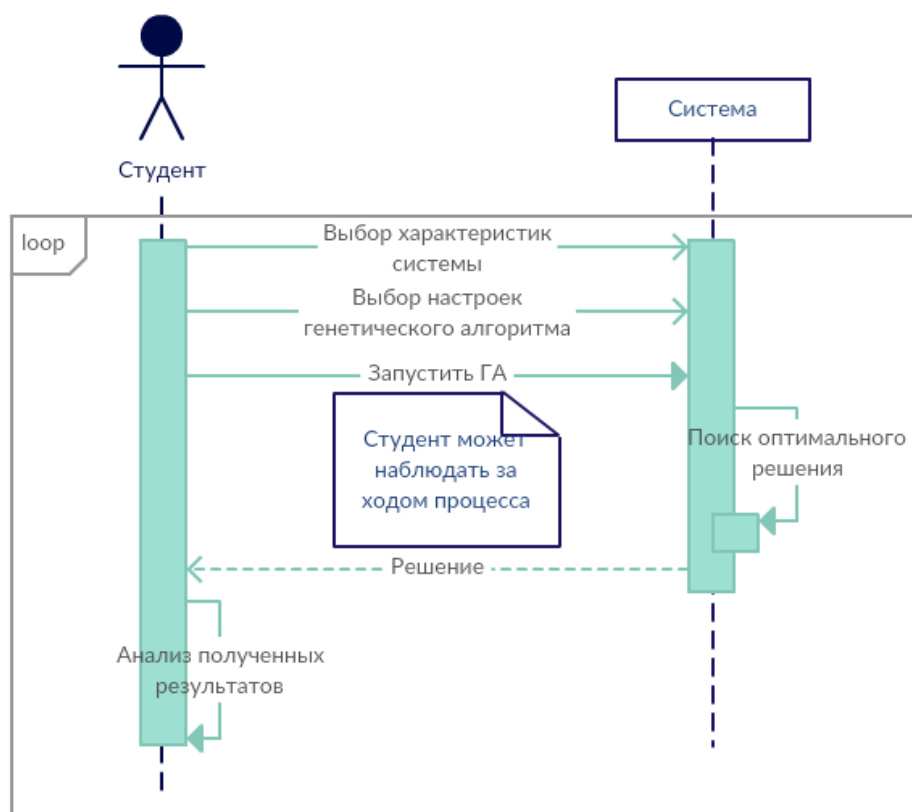 Студент
Система
loop
Выбор характеристик
системы
Выбор настроек
генетического алгоритма
Запустить ГА
Студент может
наблюдать за
ходом процесса
Поиск оптимального
решения
Решение
Анализ полученных
результатов